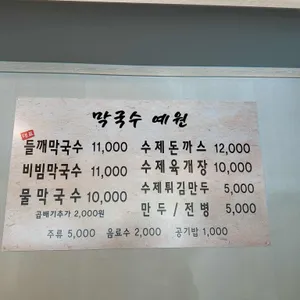 막국수 예원
대표
들깨막국수 11,000
비빔막국수 11,000
물막국수 10,000
곱배기추가 2,000원
수제돈까스 12,000
수제육개장 10,000
수제튀김만두 5,000
만두/전병 5,000
주류 5,000 음료수 2,000 공기밥 1,000